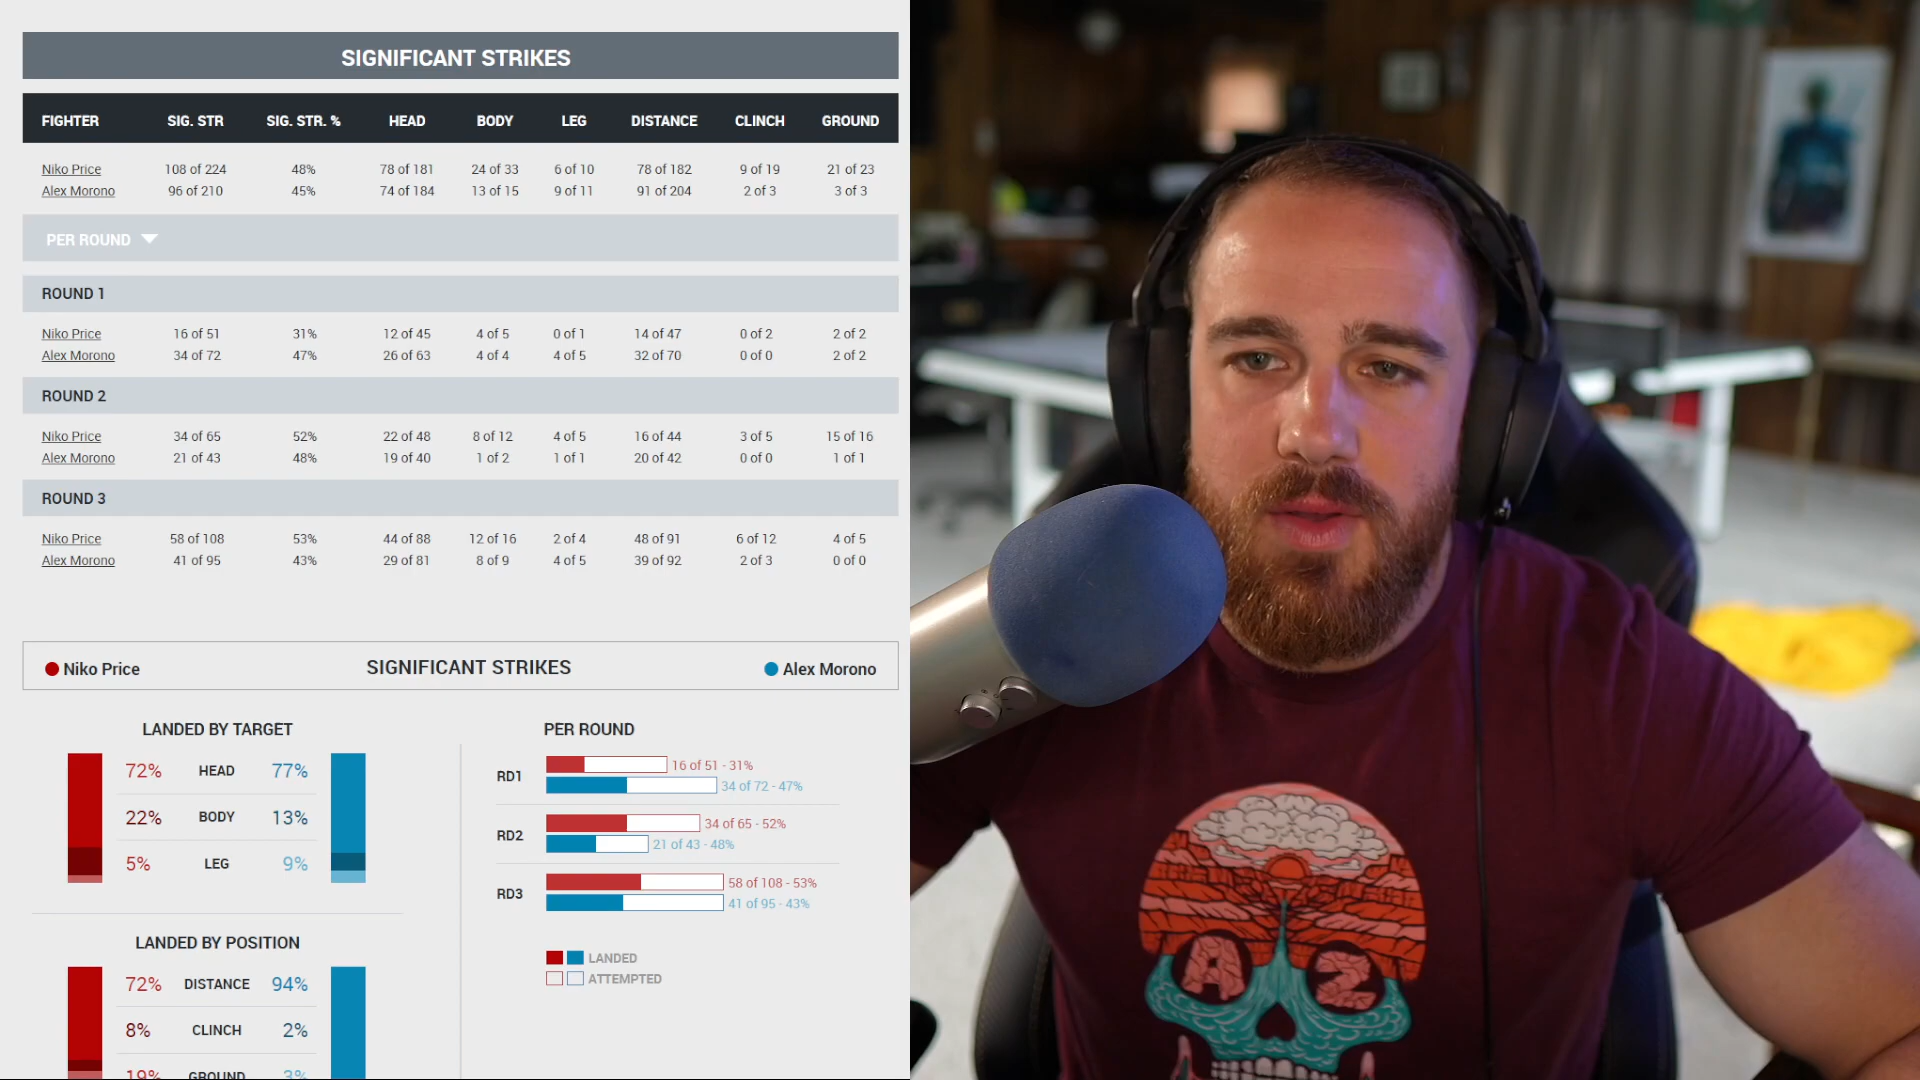 SIGNIFICANT STRIKES
FIGHTER SIG. STR SIG. STR. % HEAD BODY LEG DISTANCE CLINCH GROUND
Niko Price 108 of 224 48% 78 of 181 24 of 33 6 of 10 78 of 182 9 of 19 21 of 23
Alex Morono 96 of 210 45% 74 of 184 13 of 15 9 of 11 91 of 204 2 of 3 3 of 3
PER ROUND
ROUND 1
Niko Price 16 of 51 31% 12 of 45 4 of 5 0 of 1 14 of 47 0 of 2 2 of 2
Alex Morono 34 of 72 47% 26 of 63 4 of 4 4 of 5 32 of 70 0 of 0 2 of 2
ROUND 2
Niko Price 34 of 65 52% 22 of 48 8 of 12 4 of 5 16 of 44 3 of 5 15 of 16
Alex Morono 21 of 43 48% 19 of 40 1 of 2 1 of 1 20 of 42 0 of 0 1 of 1
ROUND 3
Niko Price 58 of 108 53% 44 of 88 12 of 16 2 of 4 48 of 91 6 of 12 4 of 5
Alex Morono 41 of 95 43% 29 of 81 8 of 9 4 of 5 39 of 92 2 of 3 0 of 0
Niko Price SIGNIFICANT STRIKES Alex Morono
LANDED BY TARGET
72% HEAD 77%
22% BODY 13%
5% LEG 9%
PER ROUND
RD1 16 of 51 - 31%
34 of 72 - 47%
RD2 34 of 65 - 52%
21 of 43 - 48%
RD3 58 of 108 - 53%
41 of 95 - 43%
LANDED
ATTEMPTED
LANDED BY POSITION
72% DISTANCE 94%
8% CLINCH 2%
19% GROUND 3%
A Z